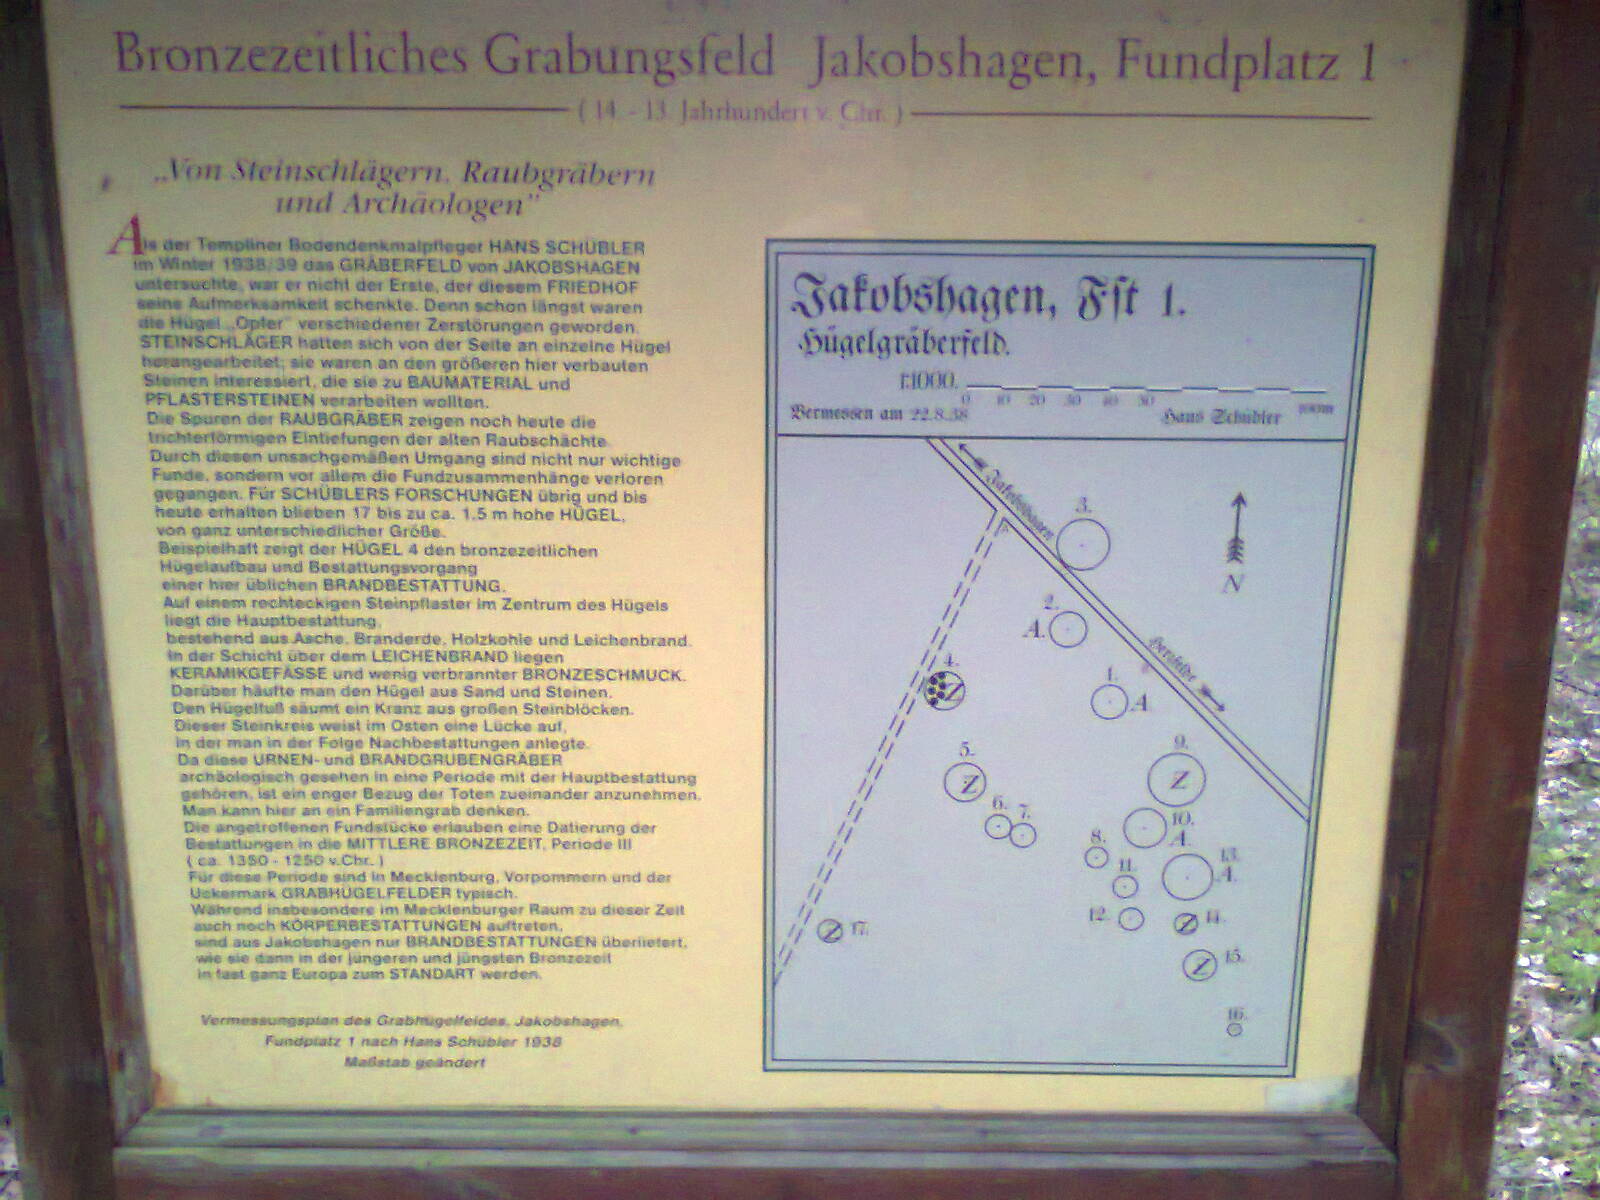 Bronzezeitliches Grabungsfeld Jakobshagen, Fundplatz 1
( 14. - 13. Jahrhundert v. Chr. )
„Von Steinschlägern, Raubgräbern
und Archäologen"
Als der Templiner Bodendenkmalpfleger HANS SCHÜBLER
im Winter 1938/39 das GRÄBERFELD von JAKOBSHAGEN
untersuchte, war er nicht der Erste, der diesem FRIEDHOF
seine Aufmerksamkeit schenkte. Denn schon längst waren
die Hügel „Opfer" verschiedener Zerstörungen geworden.
STEINSCHLÄGER hatten sich von der Seite an einzelne Hügel
herangearbeitet; sie waren an den größeren hier verbauten
Steinen interessiert, die sie zu BAUMATERIAL und
PFLASTERSTEINEN verarbeiten wollten.
Die Spuren der RAUBGRÄBER zeigen noch heute die
trichterförmigen Eintiefungen der alten Raubschächte.
Durch diesen unsachgemäßen Umgang sind nicht nur wichtige
Funde, sondern vor allem die Fundzusammenhänge verloren
gegangen. Für SCHÜBLERS FORSCHUNGEN übrig und bis
heute erhalten blieben 17 bis zu ca. 1,5 m hohe HÜGEL,
von ganz unterschiedlicher Größe.
Beispielhaft zeigt der HÜGEL 4 den bronzezeitlichen
Hügelaufbau und Bestattungsvorgang
einer hier üblichen BRANDBESTATTUNG.
Auf einem rechteckigen Steinpflaster im Zentrum des Hügels
liegt die Hauptbestattung,
bestehend aus Asche, Branderde, Holzkohle und Leichenbrand.
In der Schicht über dem LEICHENBRAND liegen
KERAMIKGEFÄSSE und wenig verbrannter BRONZESCHMUCK.
Darüber häufte man den Hügel aus Sand und Steinen.
Den Hügelfuß säumt ein Kranz aus großen Steinblöcken.
Dieser Steinkreis weist im Osten eine Lücke auf,
in der man in der Folge Nachbestattungen anlegte.
Da diese URNEN- und BRANDGRUBENGRÄBER
archäologisch gesehen in eine Periode mit der Hauptbestattung
gehören, ist ein enger Bezug der Toten zueinander anzunehmen.
Man kann hier an ein Familiengrab denken.
Die angetroffenen Fundstücke erlauben eine Datierung der
Bestattungen in die MITTLERE BRONZEZEIT, Periode III
( ca. 1350 - 1250 v.Chr. )
Für diese Periode sind in Mecklenburg, Vorpommern und der
Uckermark GRABHÜGELFELDER typisch.
Während insbesondere im Mecklenburger Raum zu dieser Zeit
auch noch KÖRPERBESTATTUNGEN auftreten,
sind aus Jakobshagen nur BRANDBESTATTUNGEN überliefert,
wie sie dann in der jüngeren und jüngsten Bronzezeit
in fast ganz Europa zum STANDART werden.
Vermessungsplan des Grabhügelfeldes, Jakobshagen,
Fundplatz 1 nach Hans Schübler 1938
Maßstab geändert
Jakobshagen, Fst 1.
Hügelgräberfeld.
1:1000.
0 10 20 30 40 50 100m
Vermessen am 22.8.38 Hans Schübler
Jakobshagen
3.
N
2.
A.
Herzfelde
4.
Z
1.
A
5.
Z
9.
Z
6.
7.
10.
A.
8.
11.
13.
A.
12.
14.
Z
17.
Z
15.
Z
16.